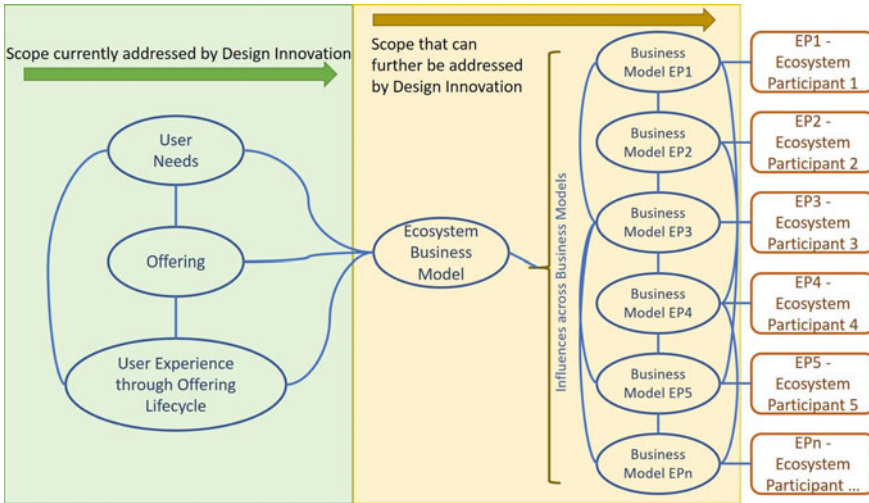 Scope currently addressed by Design Innovation
User
Needs
Offering
User Experience
through Offering
Lifecycle
Scope that can
further be addressed
by Design Innovation
Ecosystem
Business
Model
Influences across Business Models
Business
Model EP1
Business
Model EP2
Business
Model EP3
Business
Model EP4
Business
Model EP5
Business
Model EPn
EP1 -
Ecosystem
Participant 1
EP2 -
Ecosystem
Participant 2
EP3 -
Ecosystem
Participant 3
EP4 -
Ecosystem
Participant 4
EP5 -
Ecosystem
Participant 5
EPn -
Ecosystem
Participant ...